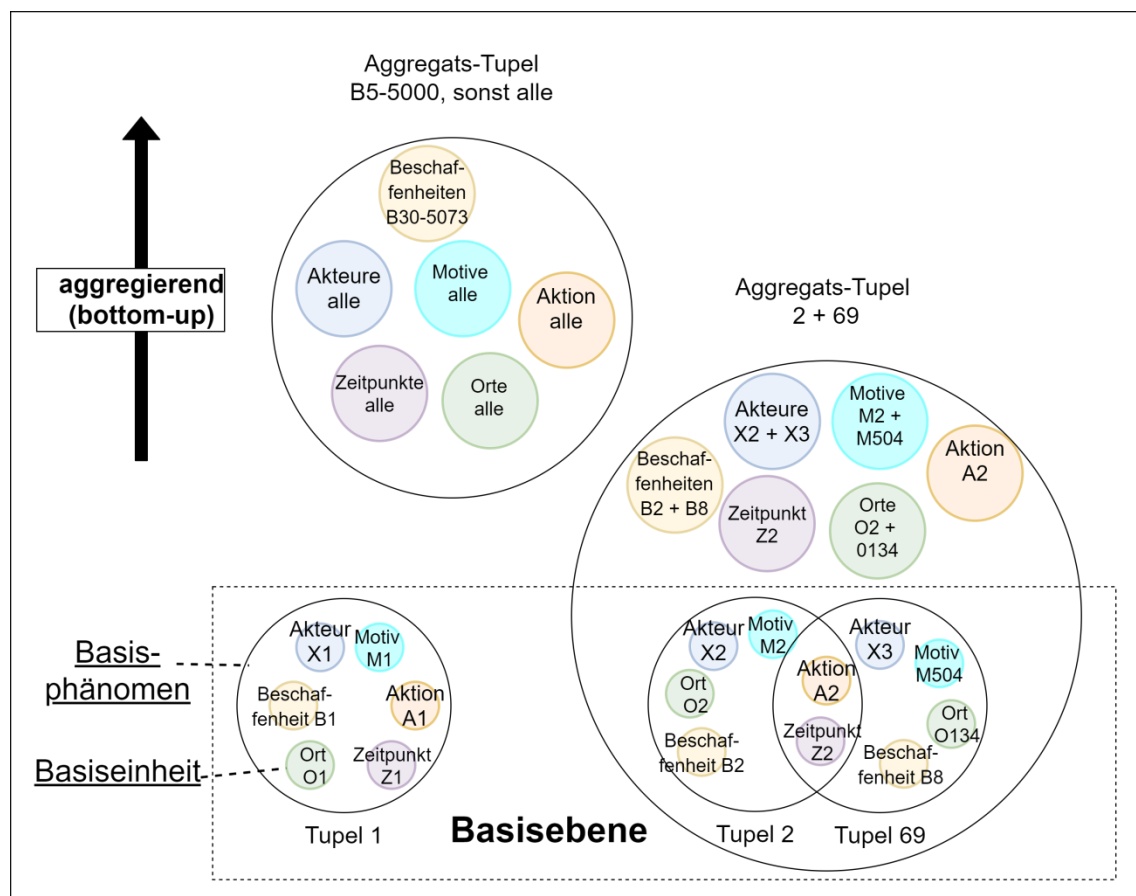 Aggregats-Tupel
B5-5000, sonst alle
Beschaf-
fenheiten
B30-5073
Akteure
alle
Motive
alle
Aktion
alle
Zeitpunkte
alle
Orte
alle
aggregierend
(bottom-up)
Aggregats-Tupel
2 + 69
Akteure
X2 + X3
Motive
M2 +
M504
Aktion
A2
Beschaf-
fenheiten
B2 + B8
Zeitpunkt
Z2
Orte
O2 +
0134
Basis-
phänomen
Basiseinheit
Akteur
X1
Motiv
M1
Beschaf-
fenheit B1
Aktion
A1
Ort
O1
Zeitpunkt
Z1
Tupel 1
Basisebene
Akteur
X2
Motiv
M2
Ort
O2
Beschaf-
fenheit B2
Aktion
A2
Zeitpunkt
Z2
Tupel 2
Akteur
X3
Motiv
M504
Ort
O134
Beschaf-
fenheit B8
Tupel 69